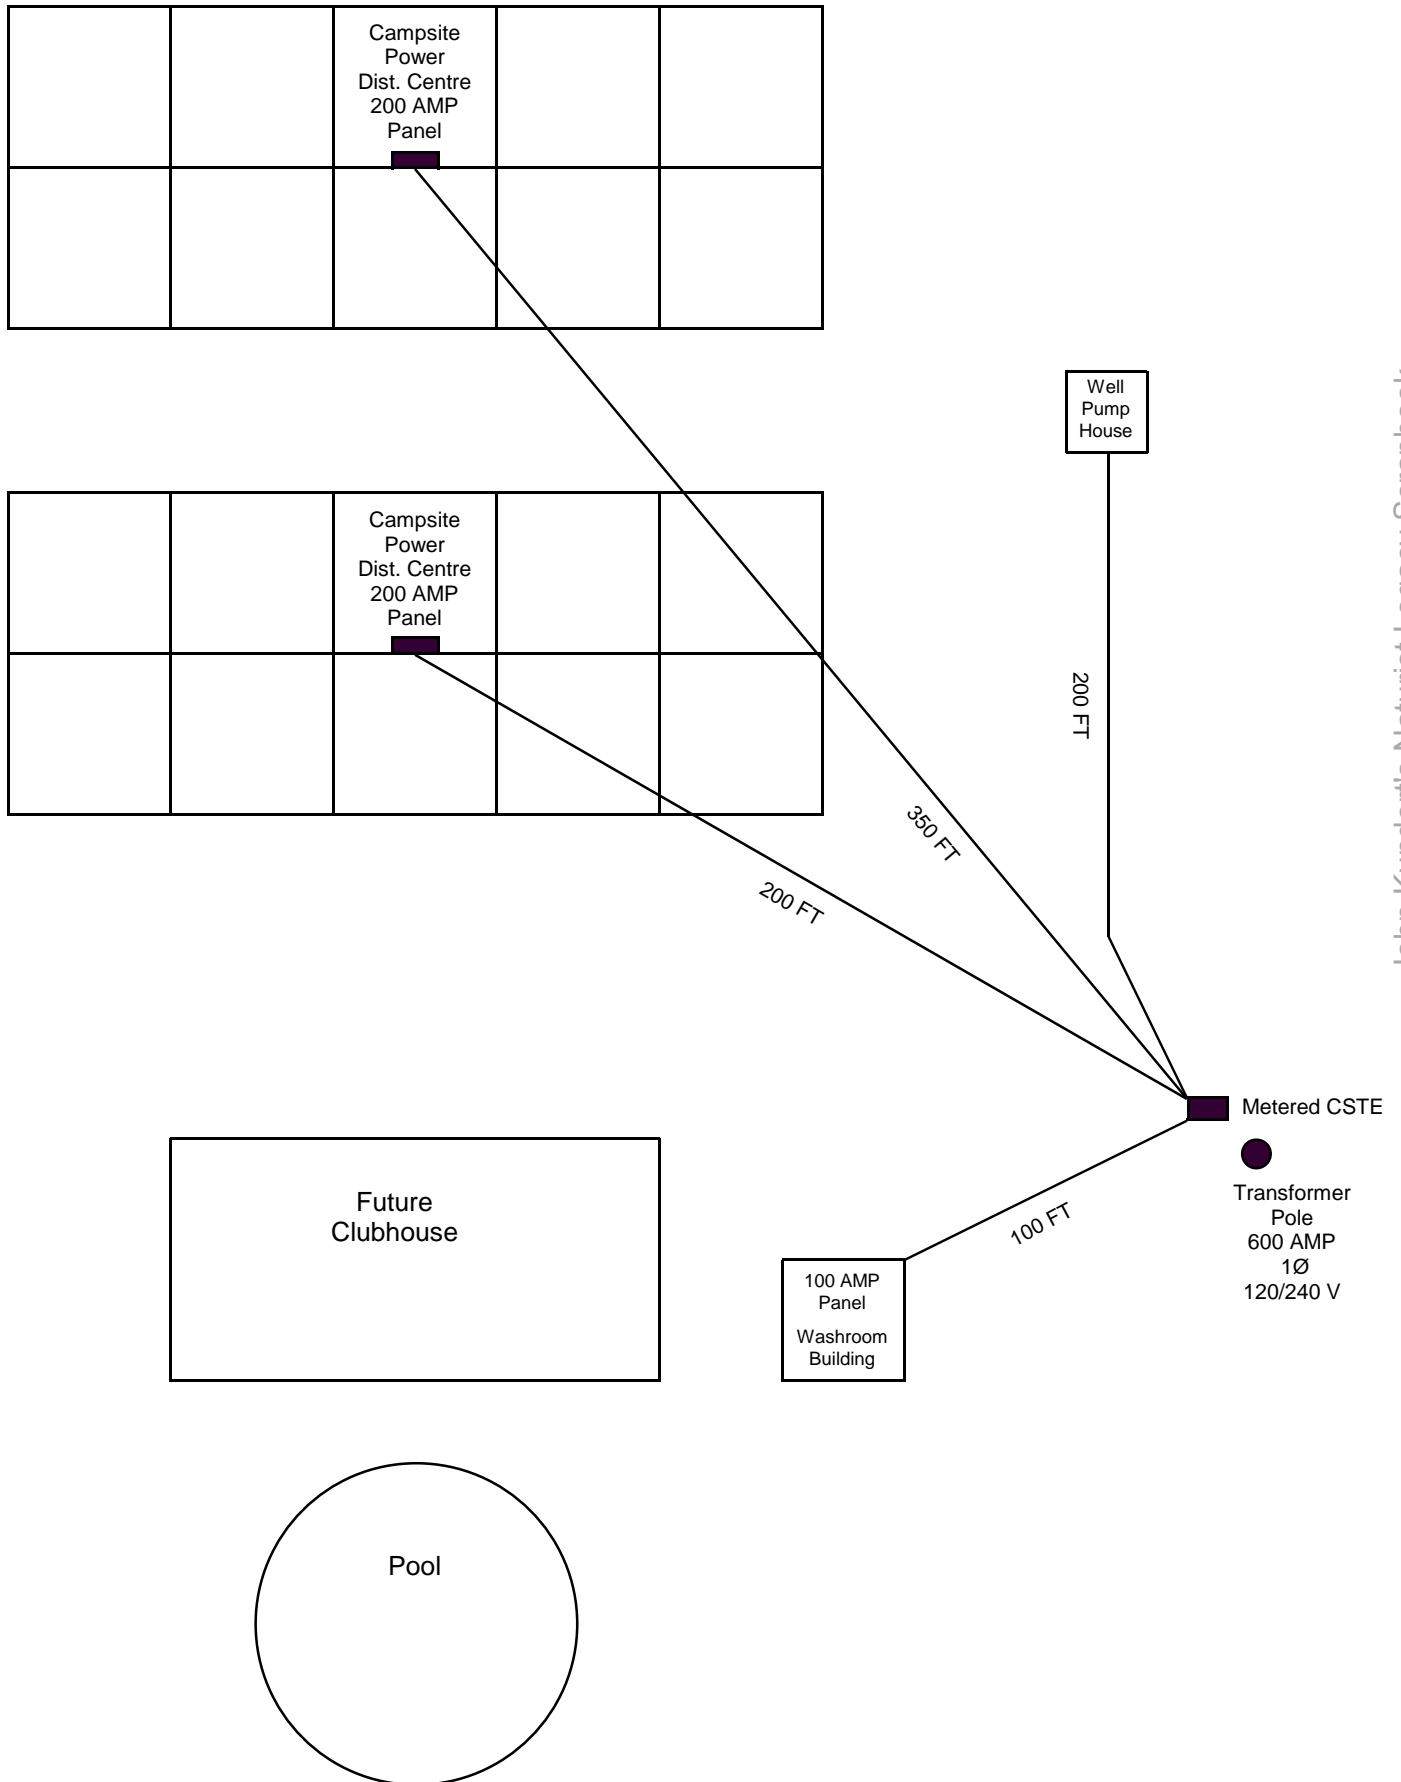 Campsite
Power
Dist. Centre
200 AMP
Panel
Well
Pump
House
Campsite
Power
Dist. Centre
200 AMP
Panel
200 FT
350 FT
200 FT
Metered CSTE
Transformer
Pole
600 AMP
1Ø
120/240 V
100 FT
Future
Clubhouse
100 AMP
Panel
Washroom
Building
Pool